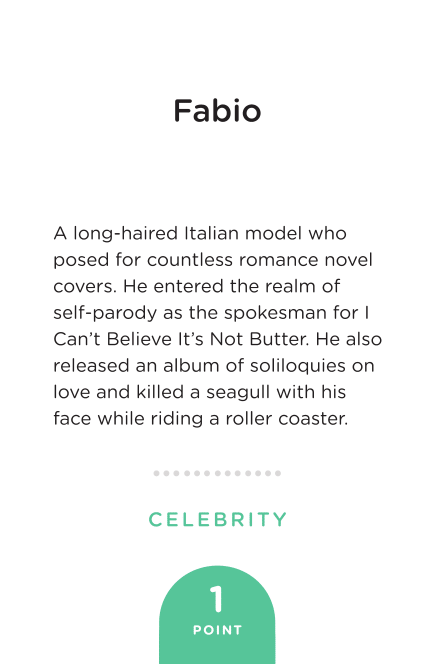 Fabio
A long-haired Italian model who
posed for countless romance novel
covers. He entered the realm of
self-parody as the spokesman for I
Can’t Believe It’s Not Butter. He also
released an album of soliloquies on
love and killed a seagull with his
face while riding a roller coaster.
CELEBRITY
1
POINT